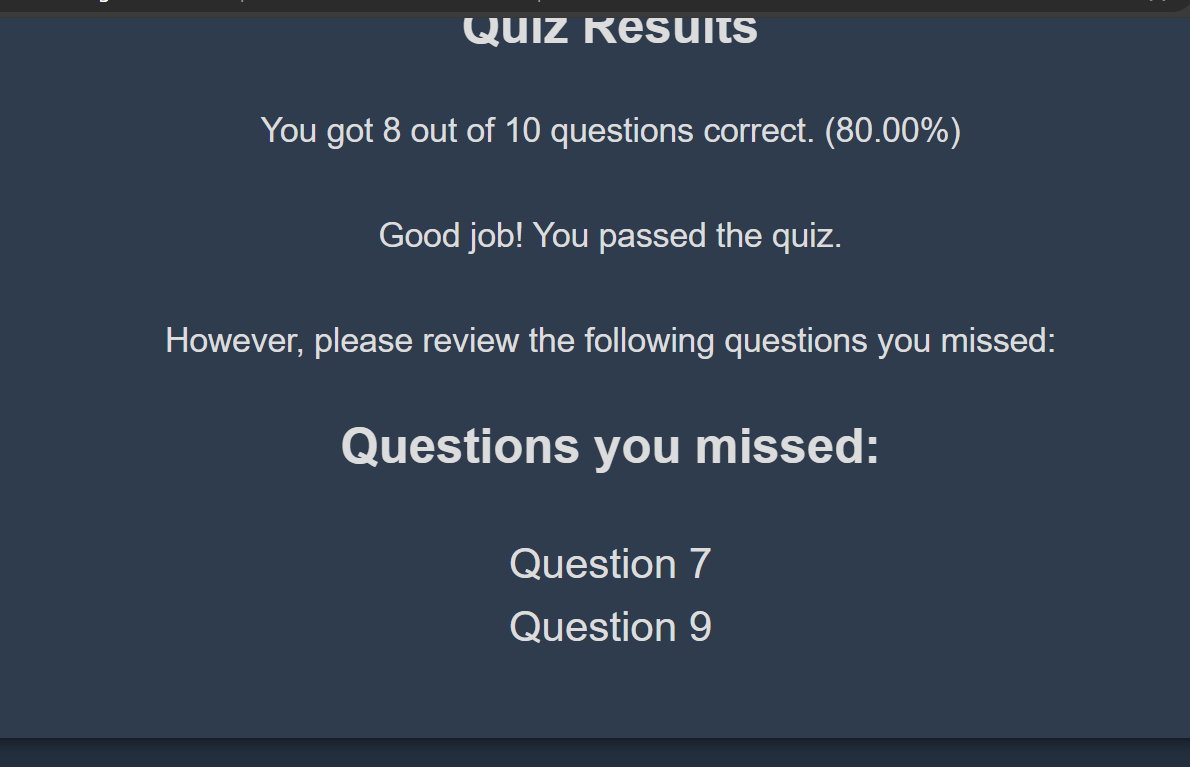 Quiz Results
You got 8 out of 10 questions correct. (80.00%)
Good job! You passed the quiz.
However, please review the following questions you missed:
Questions you missed:
Question 7
Question 9